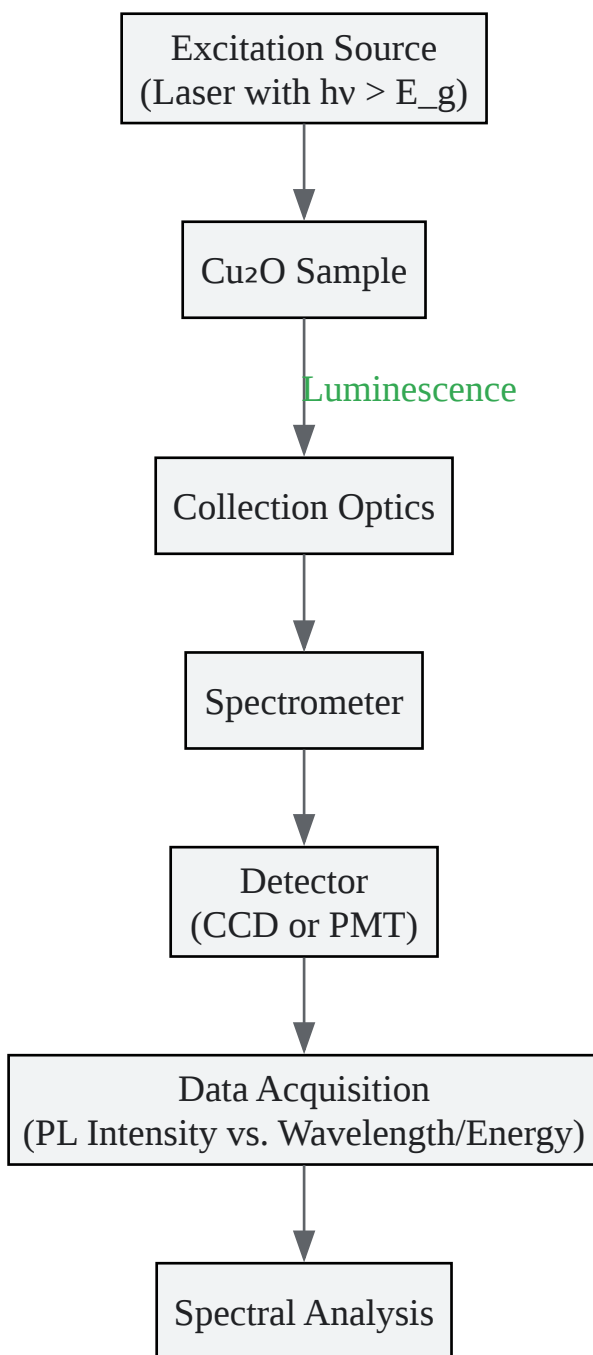 Excitation Source
(Laser with hν > E_g)
Cu₂O Sample
Luminescence
Collection Optics
Spectrometer
Detector
(CCD or PMT)
Data Acquisition
(PL Intensity vs. Wavelength/Energy)
Spectral Analysis